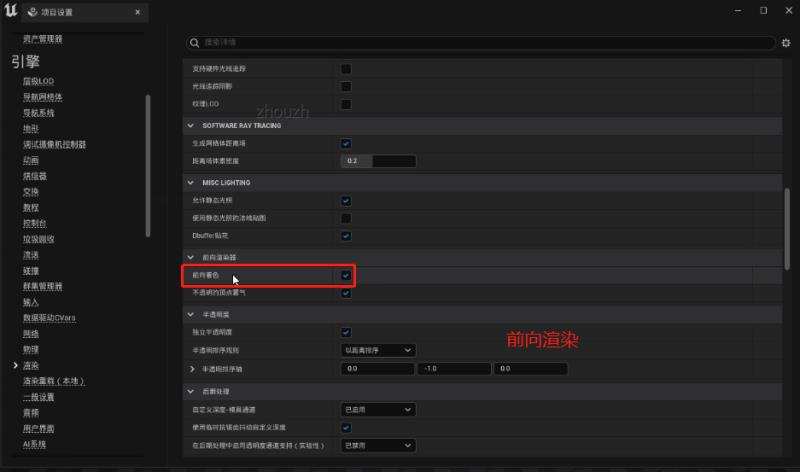 项目设置
资产管理器
引擎
层级LOD
导航网格体
导航系统
地形
调试摄像机控制器
动画
烘焙器
交换
教程
控制台
垃圾回收
流送
碰撞
群集管理器
输入
数据驱动CVars
网络
物理
渲染
渲染重载（本地）
一般设置
音频
用户界面
AI系统
搜索详情
支持硬件光线追踪
光线追踪阴影
纹理LOD
zhouzh
SOFTWARE RAY TRACING
生成网格体距离场
距离场体素密度 0.2
MISC LIGHTING
允许静态光照
使用静态光照的法线贴图
Dbuffer贴花
前向渲染器
前向着色
不透明的顶点雾气
半透明度
独立半透明度
前向渲染
半透明排序规则 以距离排序
半透明排序轴 0.0 -1.0 0.0
后期处理
自定义深度-模具通道 已启用
使用临时抗锯齿抖动自定义深度
在后期处理中启用透明度通道支持（实验性） 已禁用